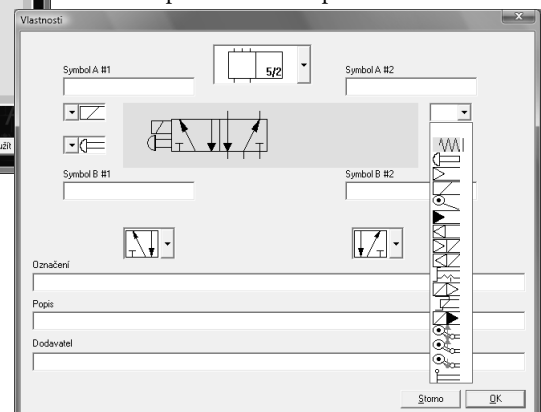 Vlastnosti
5/2
Symbol A #1
Symbol A #2
Symbol B #1
Symbol B #2
Označení
Popis
Dodavatel
Storno
OK